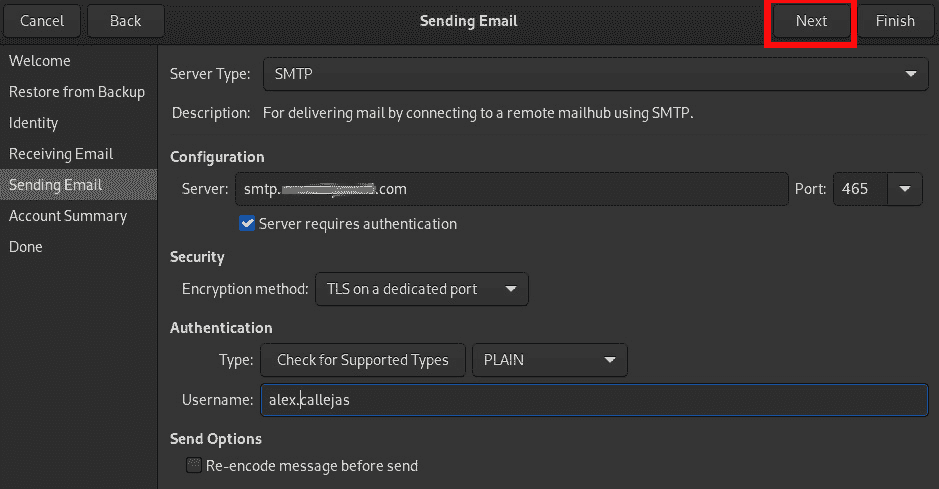 Cancel Back Sending Email Next Finish
Welcome
Restore from Backup
Identity
Receiving Email
Sending Email
Account Summary
Done
Server Type: SMTP
Description: For delivering mail by connecting to a remote mailhub using SMTP.
Configuration
Server: smtp. .com Port: 465
Server requires authentication
Security
Encryption method: TLS on a dedicated port
Authentication
Type: Check for Supported Types PLAIN
Username: alex.callejas
Send Options
Re-encode message before send